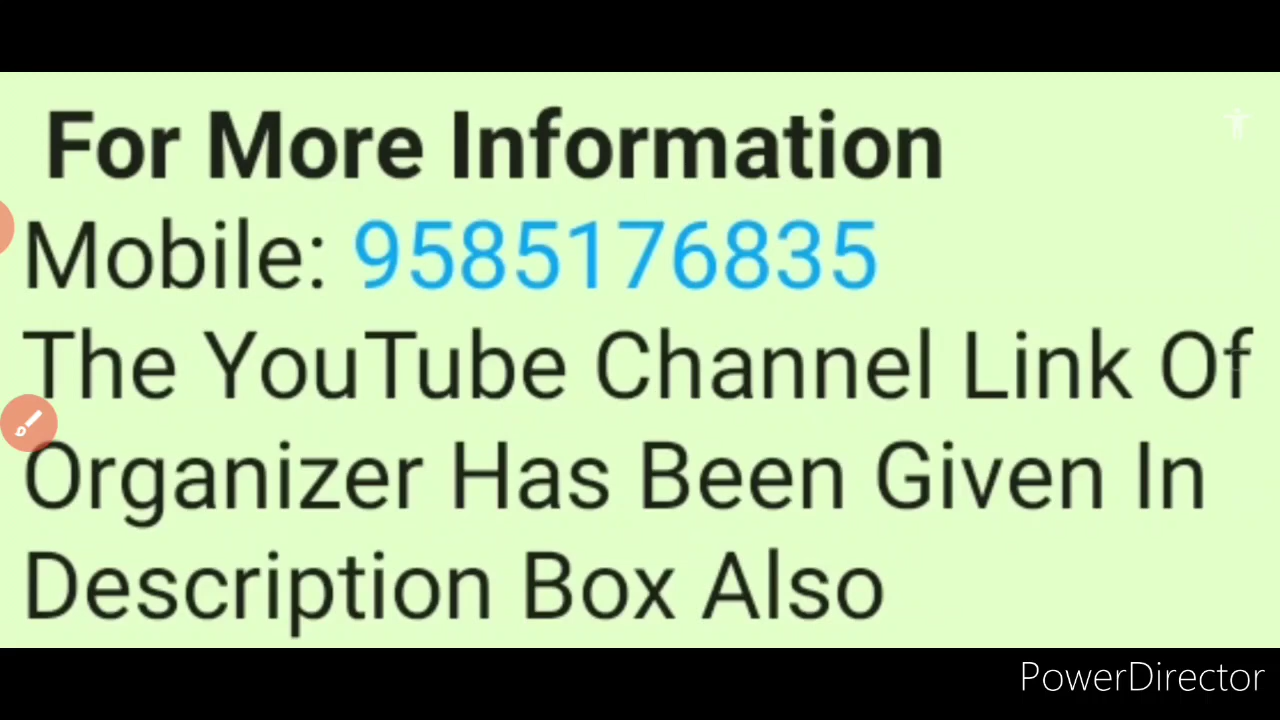 For More Information
Mobile: 9585176835
The YouTube Channel Link Of
Organizer Has Been Given In
Description Box Also
PowerDirector